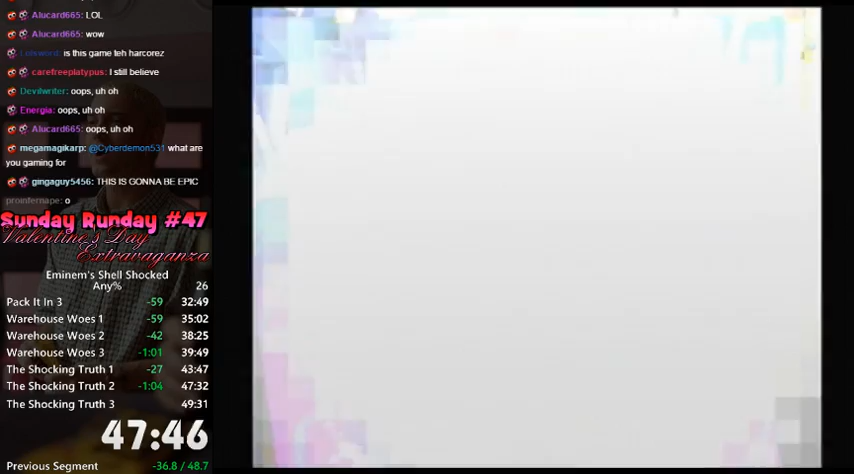 Alucard665: LOL
Alucard665: wow
is this game teh harcorez
carefreeplatypus: I still believe
Devilwriter: oops, uh oh
Energia: oops, uh oh
Alucard665: oops, uh oh
megamagikarp: @Cyberdemon531 what are
you gaming for
gingaguy5456: THIS IS GONNA BE EPIC
proinfernape: o
Sunday Runday #47
Valentine's Day
Extravaganza
Eminem's Shell Shocked
Any% 26
Pack It In 3 -59 32:49
Warehouse Woes 1 -59 35:02
Warehouse Woes 2 -42 38:25
Warehouse Woes 3 -1:01 39:49
The Shocking Truth 1 -27 43:47
The Shocking Truth 2 -1:04 47:32
The Shocking Truth 3 49:31
47:46
Previous Segment -36.8 / 48.7